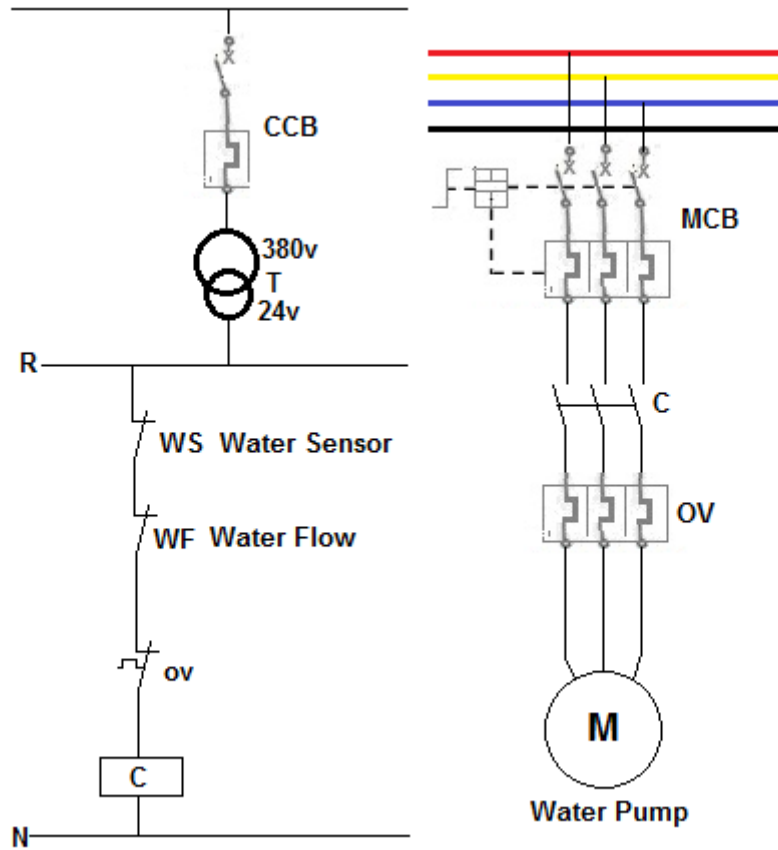 CCB
380v
T
24v
R
WS Water Sensor
WF Water Flow
ov
C
N
MCB
C
OV
M
Water Pump